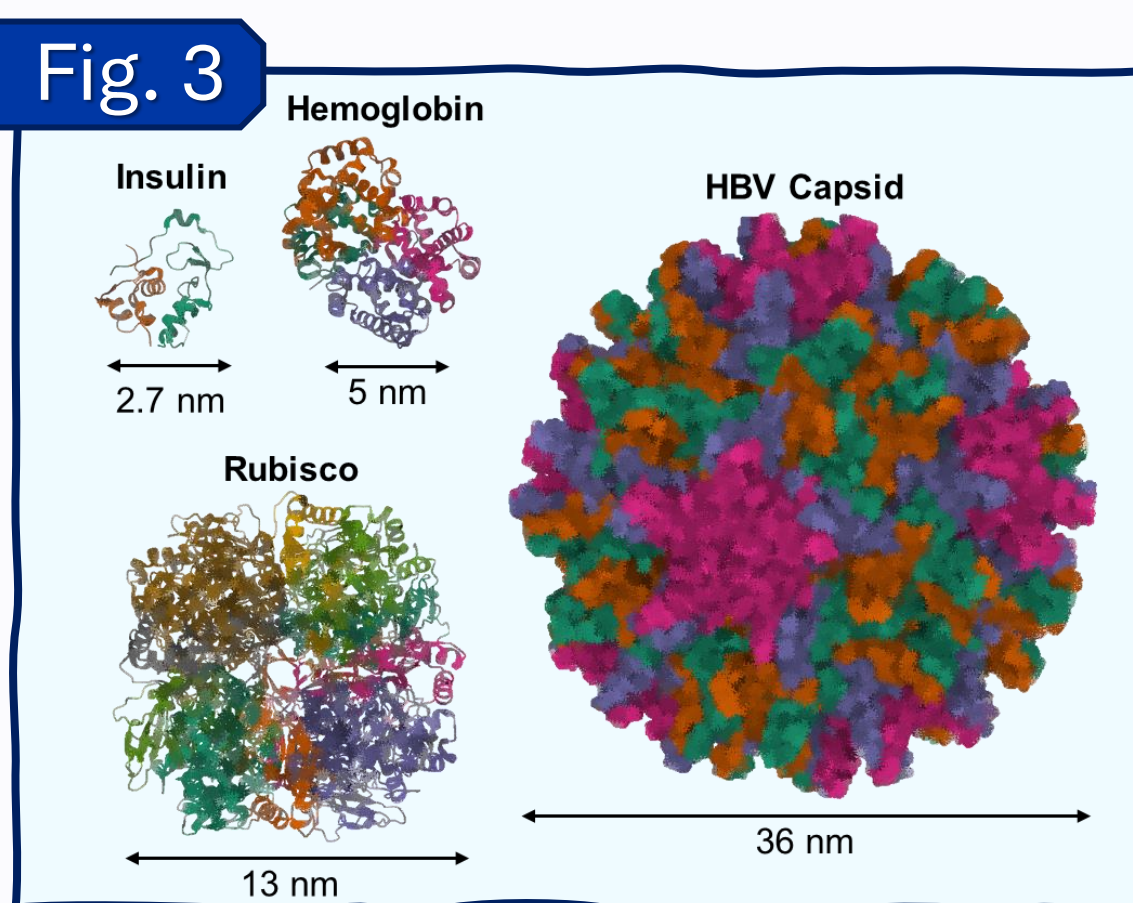 Fig. 3
Hemoglobin
Insulin
HBV Capsid
2.7 nm
5 nm
Rubisco
36 nm
13 nm